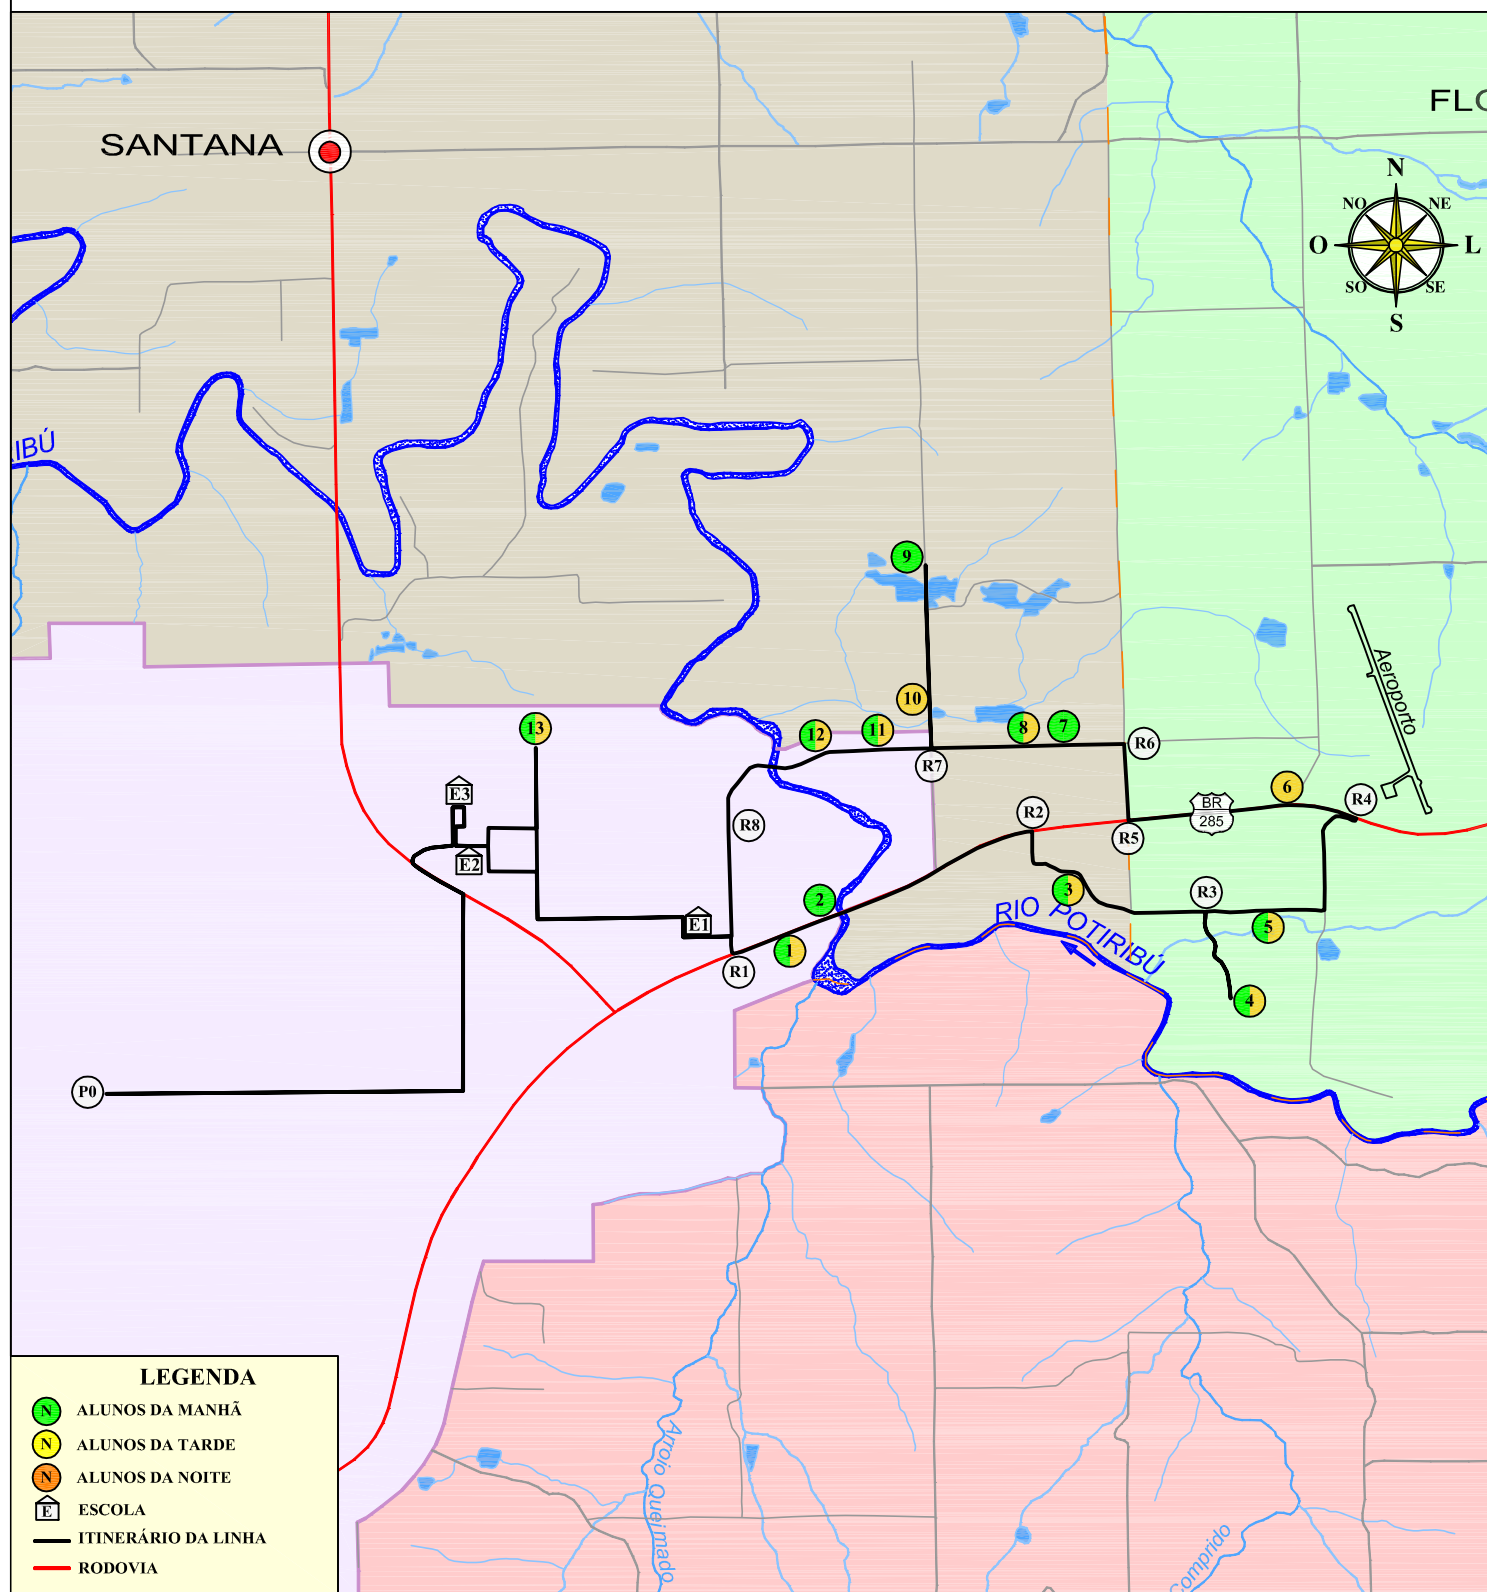 FLO
SANTANA
N
NO
NE
O
L
SO
SE
S
IBÚ
9
Aeroporto
10
13
12
11
8
7
R6
R7
E3
6
R4
BR
285
R2
R8
R5
E2
3
R3
2
E1
RIO POTIRIBÚ
5
1
R1
4
P0
LEGENDA
N ALUNOS DA MANHÃ
N ALUNOS DA TARDE
N ALUNOS DA NOITE
E ESCOLA
ITINERÁRIO DA LINHA
RODOVIA
Arroio Queimado
Comprido